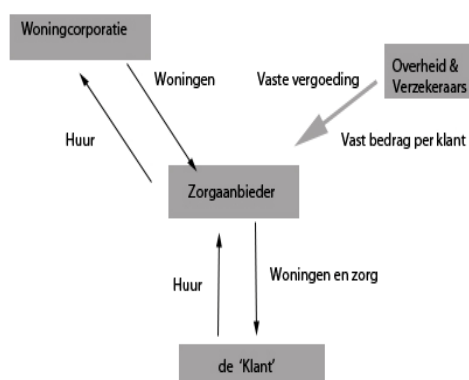 Woningcorporatie
Woningen
Vaste vergoeding
Overheid &
Verzekeraars
Huur
Vast bedrag per klant
Zorgaanbieder
Huur
Woningen en zorg
de 'Klant'